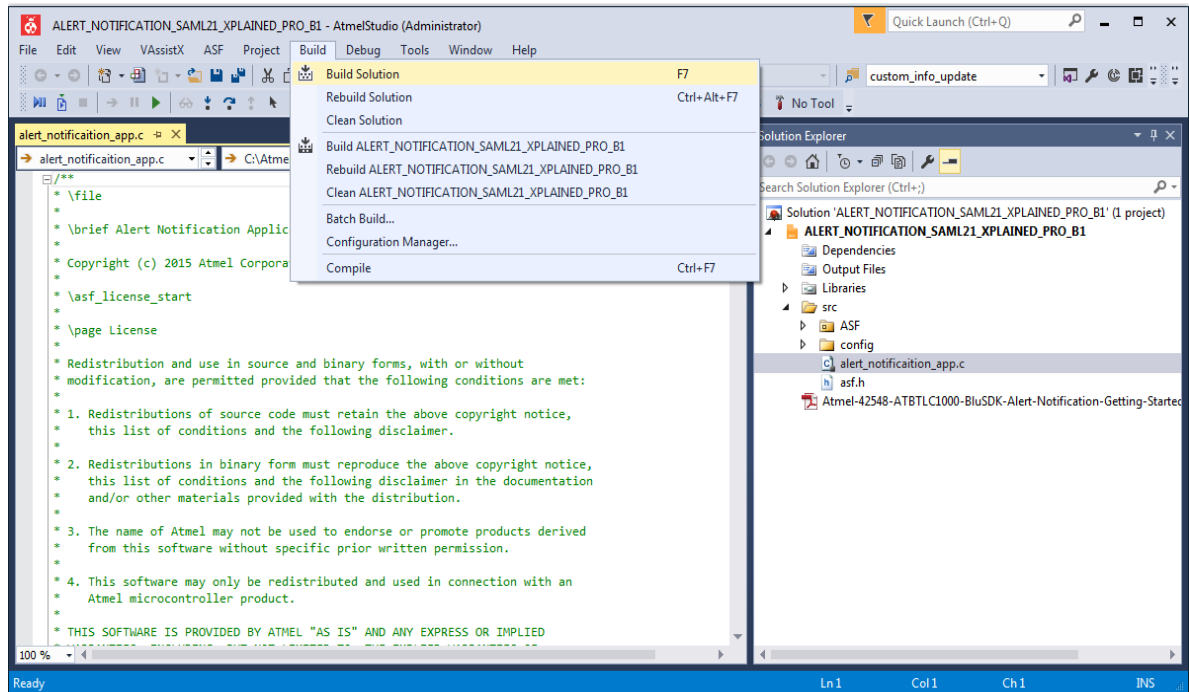 ALERT_NOTIFICATION_SAML21_XPLAINED_PRO_B1 - AtmelStudio (Administrator)
Quick Launch (Ctrl+Q)
File Edit View VAssistX ASF Project Build Debug Tools Window Help
Build Solution F7
Rebuild Solution Ctrl+Alt+F7
Clean Solution
Build ALERT_NOTIFICATION_SAML21_XPLAINED_PRO_B1
Rebuild ALERT_NOTIFICATION_SAML21_XPLAINED_PRO_B1
Clean ALERT_NOTIFICATION_SAML21_XPLAINED_PRO_B1
Batch Build...
Configuration Manager...
Compile Ctrl+F7
custom_info_update
No Tool
alert_notificaition_app.c
alert_notificaition_app.c C:\Atme
/**
* \file
*
* \brief Alert Notification Applic
*
* Copyright (c) 2015 Atmel Corpora
*
* \asf_license_start
*
* \page License
*
* Redistribution and use in source and binary forms, with or without
* modification, are permitted provided that the following conditions are met:
*
* 1. Redistributions of source code must retain the above copyright notice,
* this list of conditions and the following disclaimer.
*
* 2. Redistributions in binary form must reproduce the above copyright notice,
* this list of conditions and the following disclaimer in the documentation
* and/or other materials provided with the distribution.
*
* 3. The name of Atmel may not be used to endorse or promote products derived
* from this software without specific prior written permission.
*
* 4. This software may only be redistributed and used in connection with an
* Atmel microcontroller product.
*
* THIS SOFTWARE IS PROVIDED BY ATMEL "AS IS" AND ANY EXPRESS OR IMPLIED
100 %
Solution Explorer
Search Solution Explorer (Ctrl+;)
Solution 'ALERT_NOTIFICATION_SAML21_XPLAINED_PRO_B1' (1 project)
ALERT_NOTIFICATION_SAML21_XPLAINED_PRO_B1
Dependencies
Output Files
Libraries
src
ASF
config
alert_notificaition_app.c
asf.h
Atmel-42548-ATBTLC1000-BluSDK-Alert-Notification-Getting-Started
Ready Ln 1 Col 1 Ch 1 INS